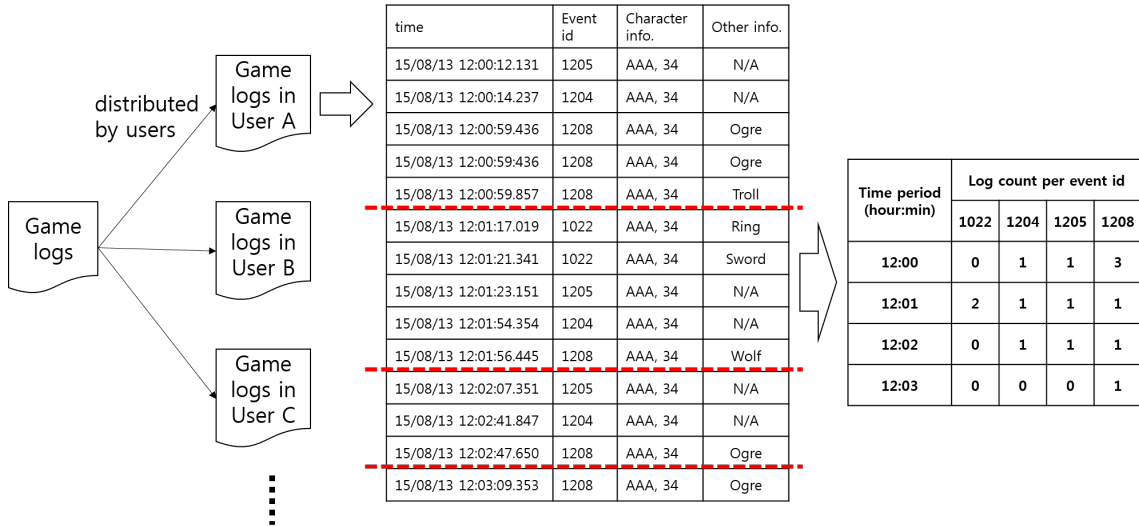 Game
logs
distributed
by users
Game
logs in
User A
Game
logs in
User B
Game
logs in
User C
time Event id Character info. Other info.
15/08/13 12:00:12.131 1205 AAA, 34 N/A
15/08/13 12:00:14.237 1204 AAA, 34 N/A
15/08/13 12:00:59.436 1208 AAA, 34 Ogre
15/08/13 12:00:59:436 1208 AAA, 34 Ogre
15/08/13 12:00:59.857 1208 AAA, 34 Troll
15/08/13 12:01:17.019 1022 AAA, 34 Ring
15/08/13 12:01:21.341 1022 AAA, 34 Sword
15/08/13 12:01:23.151 1205 AAA, 34 N/A
15/08/13 12:01:54.354 1204 AAA, 34 N/A
15/08/13 12:01:56.445 1208 AAA, 34 Wolf
15/08/13 12:02:07.351 1205 AAA, 34 N/A
15/08/13 12:02:41.847 1204 AAA, 34 N/A
15/08/13 12:02:47.650 1208 AAA, 34 Ogre
15/08/13 12:03:09.353 1208 AAA, 34 Ogre
Time period
(hour:min)
Log count per event id
1022 1204 1205 1208
12:00 0 1 1 3
12:01 2 1 1 1
12:02 0 1 1 1
12:03 0 0 0 1